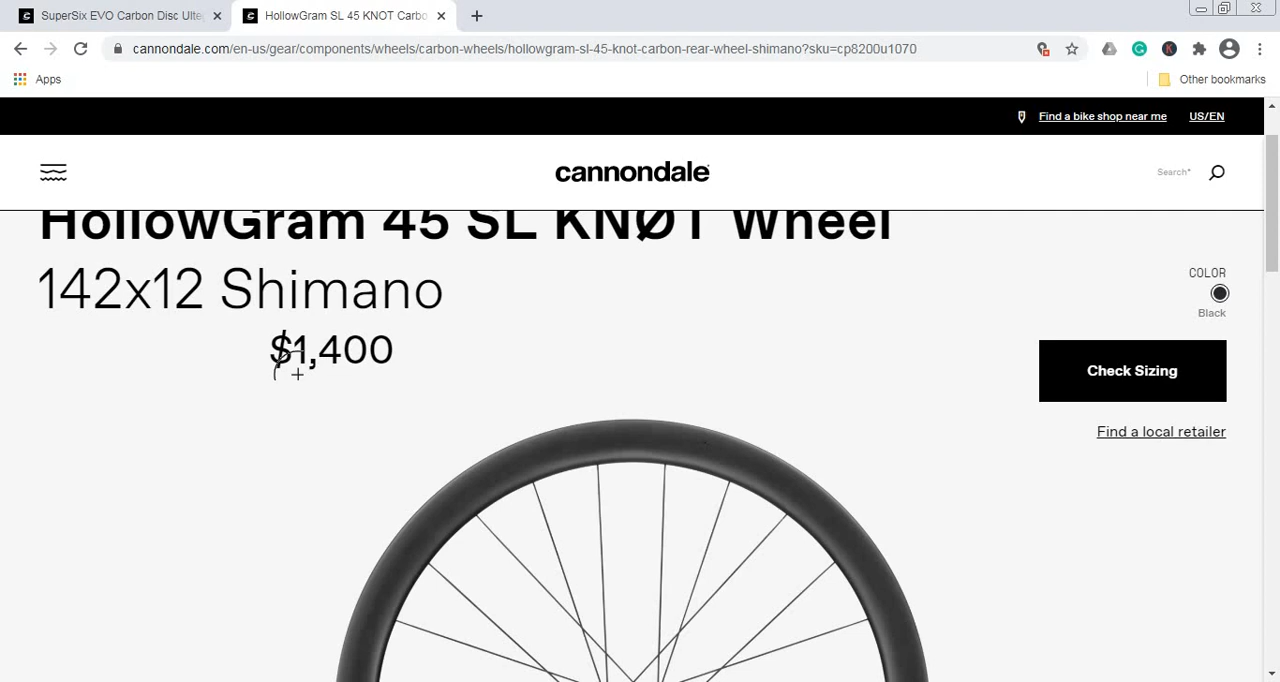 SuperSix EVO Carbon Disc Ulte
HollowGram SL 45 KNOT Carbo
cannondale.com/en-us/gear/components/wheels/carbon-wheels/hollowgram-sl-45-knot-carbon-rear-wheel-shimano?sku=cp8200u1070
Apps
Other bookmarks
Find a bike shop near me
US/EN
cannondale
Search*
HollowGram 45 SL KNØT Wheel
142x12 Shimano
$1,400
COLOR
Black
Check Sizing
Find a local retailer